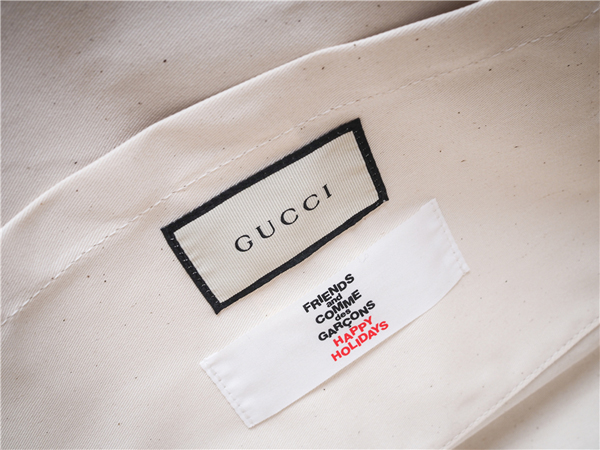 GUCCI
FRIENDS
and
COMME
des
GARÇONS
HAPPY
HOLIDAYS